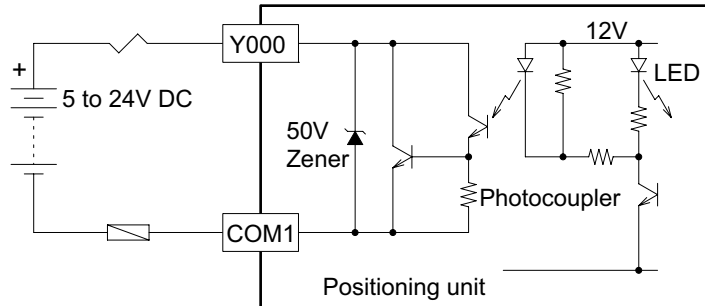 Y000
12V
+
5 to 24V DC
LED
50V
Zener
Photocoupler
COM1
Positioning unit